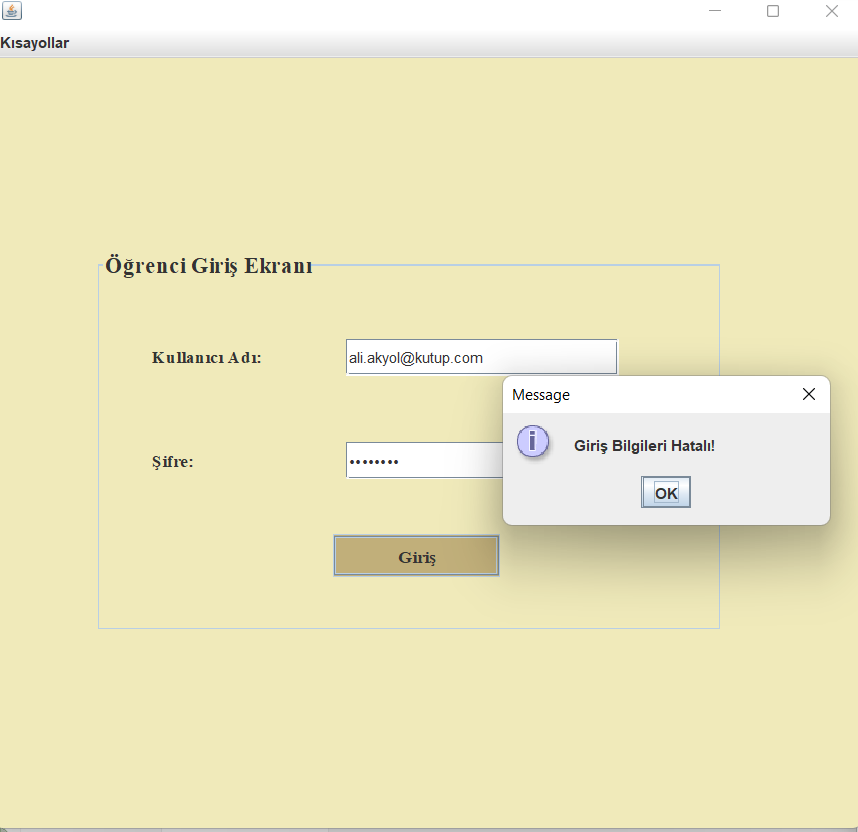 Kısayollar
Öğrenci Giriş Ekranı
Kullanıcı Adı:
ali.akyol@kutup.com
Message
Giriş Bilgileri Hatalı!
Şifre:
••••••••
OK
Giriş